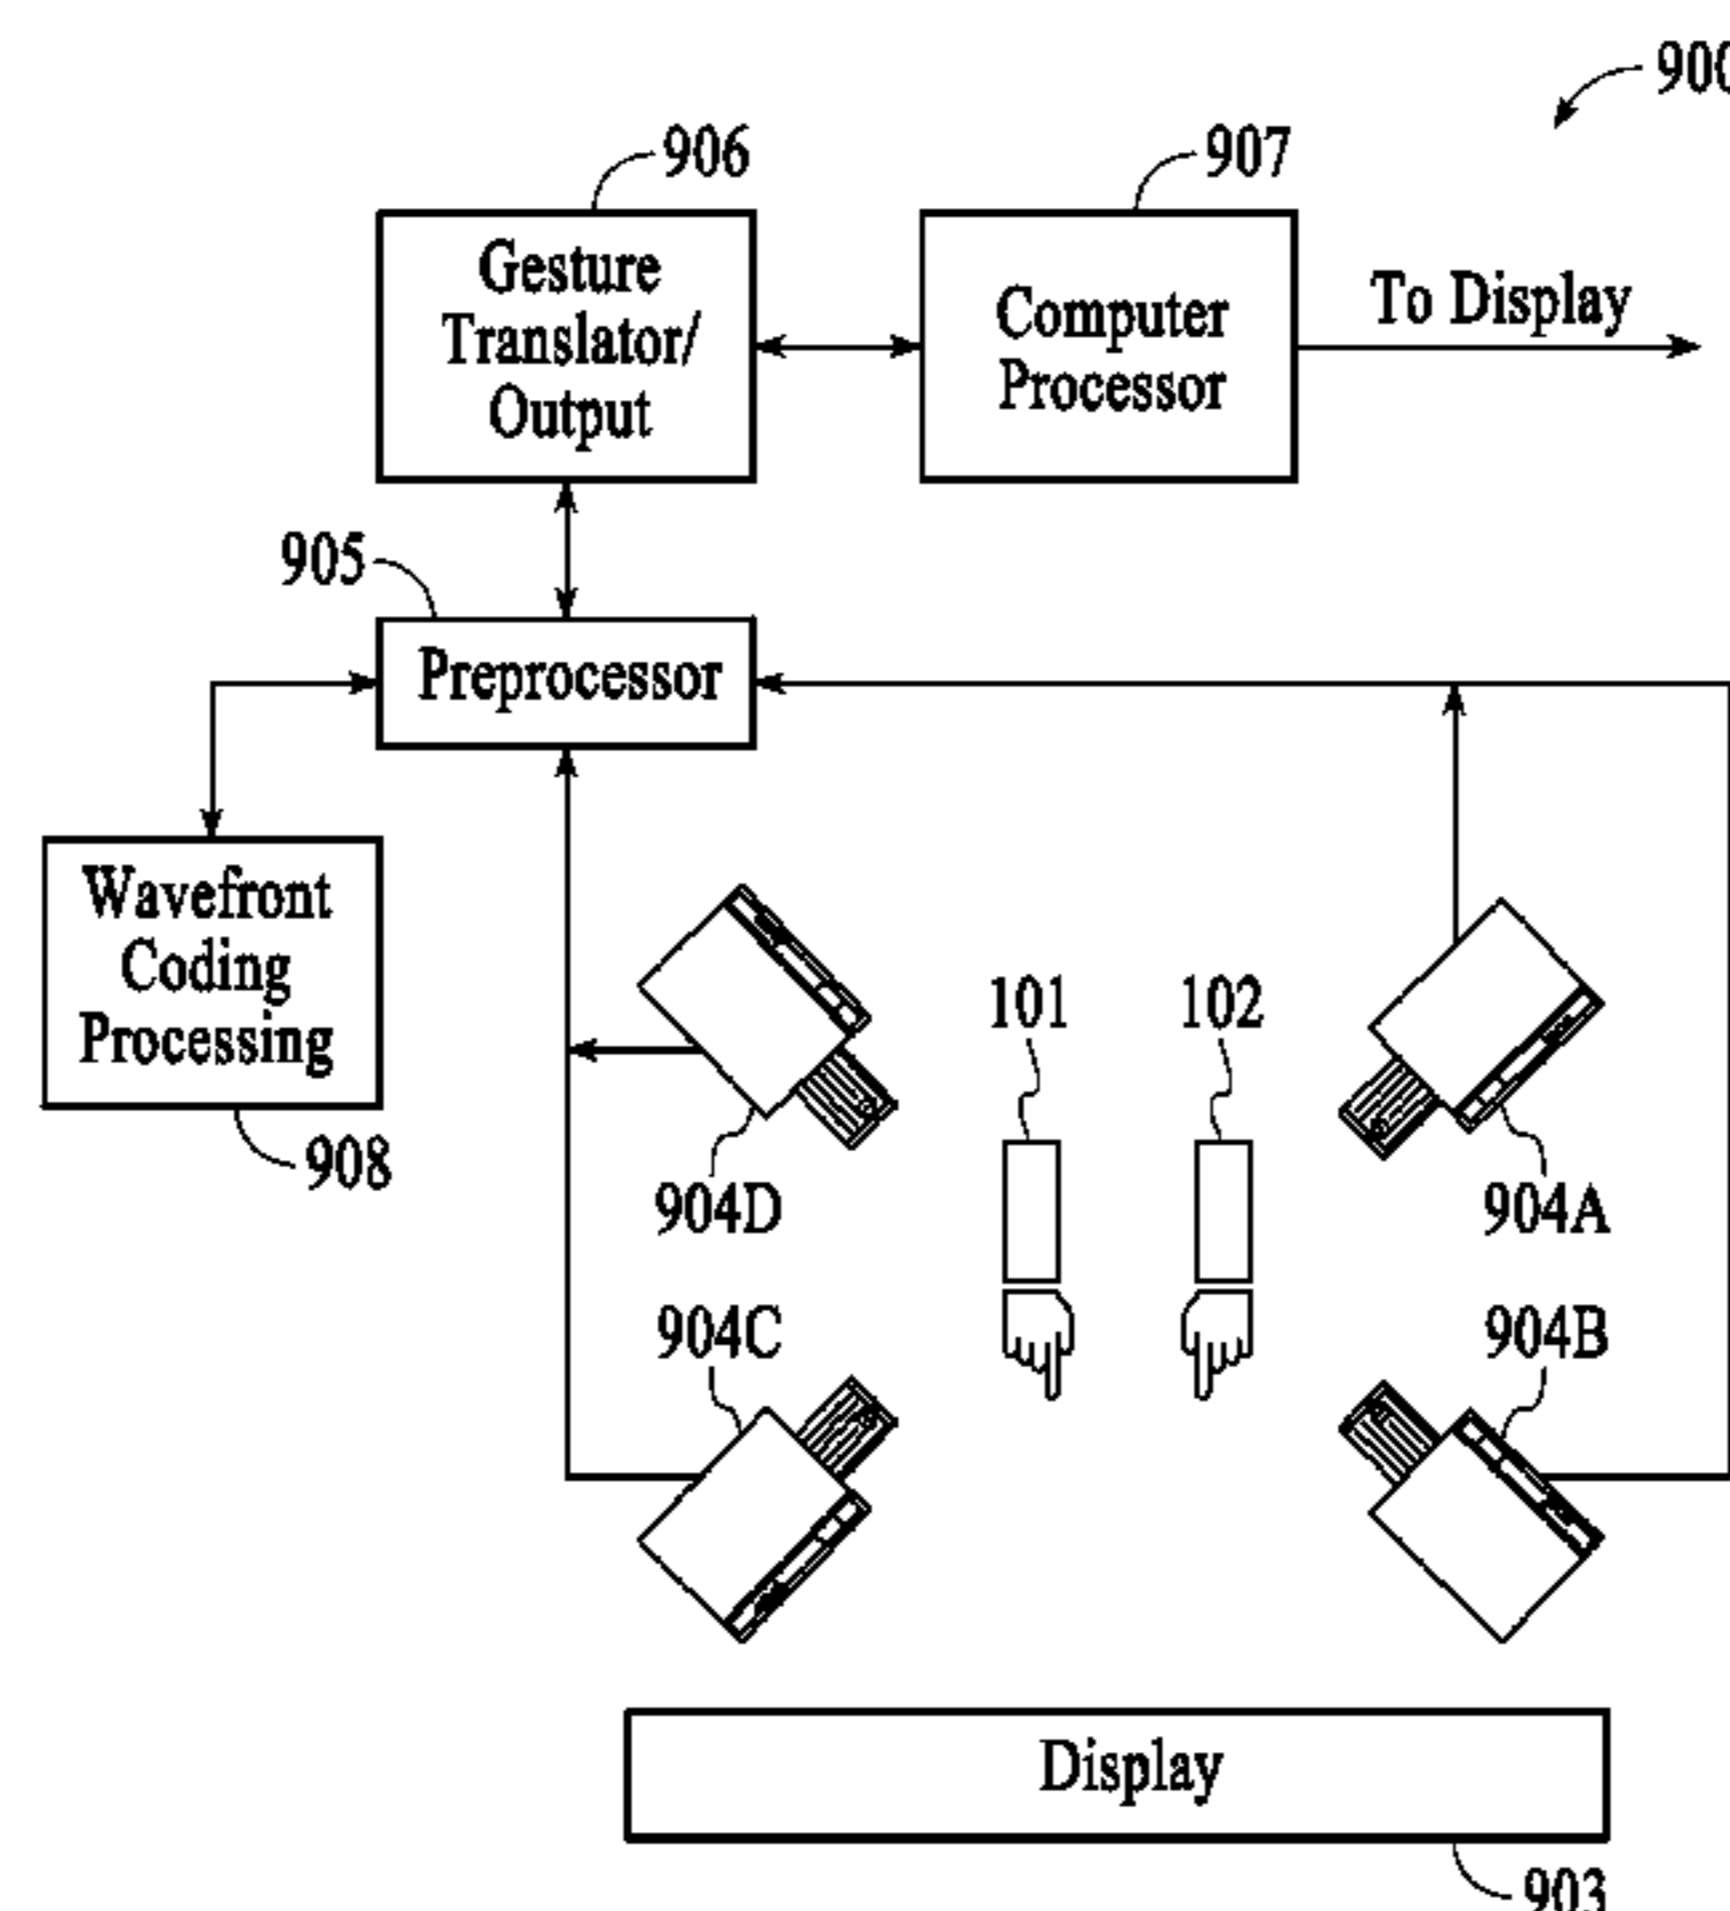 900
906
907
Gesture
Translator/
Output
Computer
Processor
To Display
905
Preprocessor
Wavefront
Coding
Processing
908
101
102
904D
904A
904C
904B
Display
903